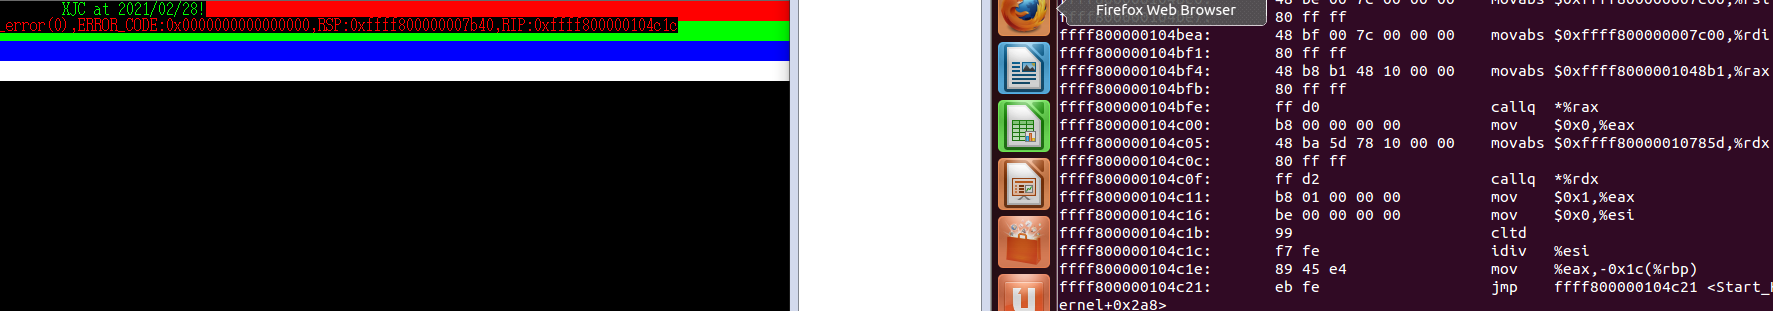 XJC at 2021/02/28!
_error(0),ERROR_CODE:0x0000000000000000,RSP:0xffff800000007b40,RIP:0xffff800000104c1c
Firefox Web Browser
80 ff ff
ffff800000104bea: 48 bf 00 7c 00 00 00 movabs $0xffff800000007c00,%rdi
ffff800000104bf1: 80 ff ff
ffff800000104bf4: 48 b8 b1 48 10 00 00 movabs $0xffff8000001048b1,%rax
ffff800000104bfb: 80 ff ff
ffff800000104bfe: ff d0 callq *%rax
ffff800000104c00: b8 00 00 00 00 mov $0x0,%eax
ffff800000104c05: 48 ba 5d 78 10 00 00 movabs $0xffff80000010785d,%rdx
ffff800000104c0c: 80 ff ff
ffff800000104c0f: ff d2 callq *%rdx
ffff800000104c11: b8 01 00 00 00 mov $0x1,%eax
ffff800000104c16: be 00 00 00 00 mov $0x0,%esi
ffff800000104c1b: 99 cltd
ffff800000104c1c: f7 fe idiv %esi
ffff800000104c1e: 89 45 e4 mov %eax,-0x1c(%rbp)
ffff800000104c21: eb fe jmp ffff800000104c21 <Start_
ernel+0x2a8>